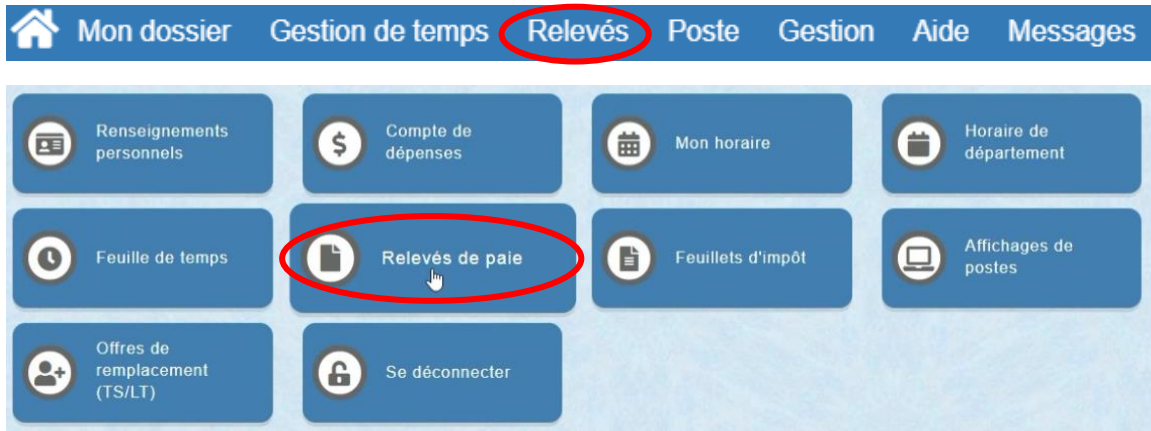 Mon dossier Gestion de temps Relevés Poste Gestion Aide Messages
Renseignements
personnels
Compte de
dépenses
Mon horaire
Horaire de
département
Feuille de temps
Relevés de paie
Feuillets d'impôt
Affichages de
postes
Offres de
remplacement
(TS/LT)
Se déconnecter